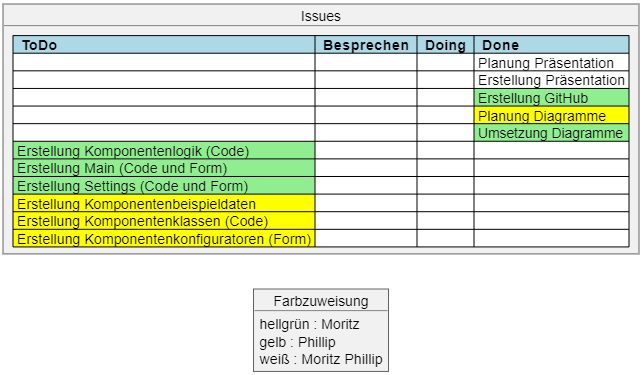 Issues
ToDo Besprechen Doing Done
Planung Präsentation
Erstellung Präsentation
Erstellung GitHub
Planung Diagramme
Umsetzung Diagramme
Erstellung Komponentenlogik (Code)
Erstellung Main (Code und Form)
Erstellung Settings (Code und Form)
Erstellung Komponentenbeispieldaten
Erstellung Komponentenklassen (Code)
Erstellung Komponentenkonfiguratoren (Form)
Farbzuweisung
hellgrün : Moritz
gelb : Phillip
weiß : Moritz Phillip